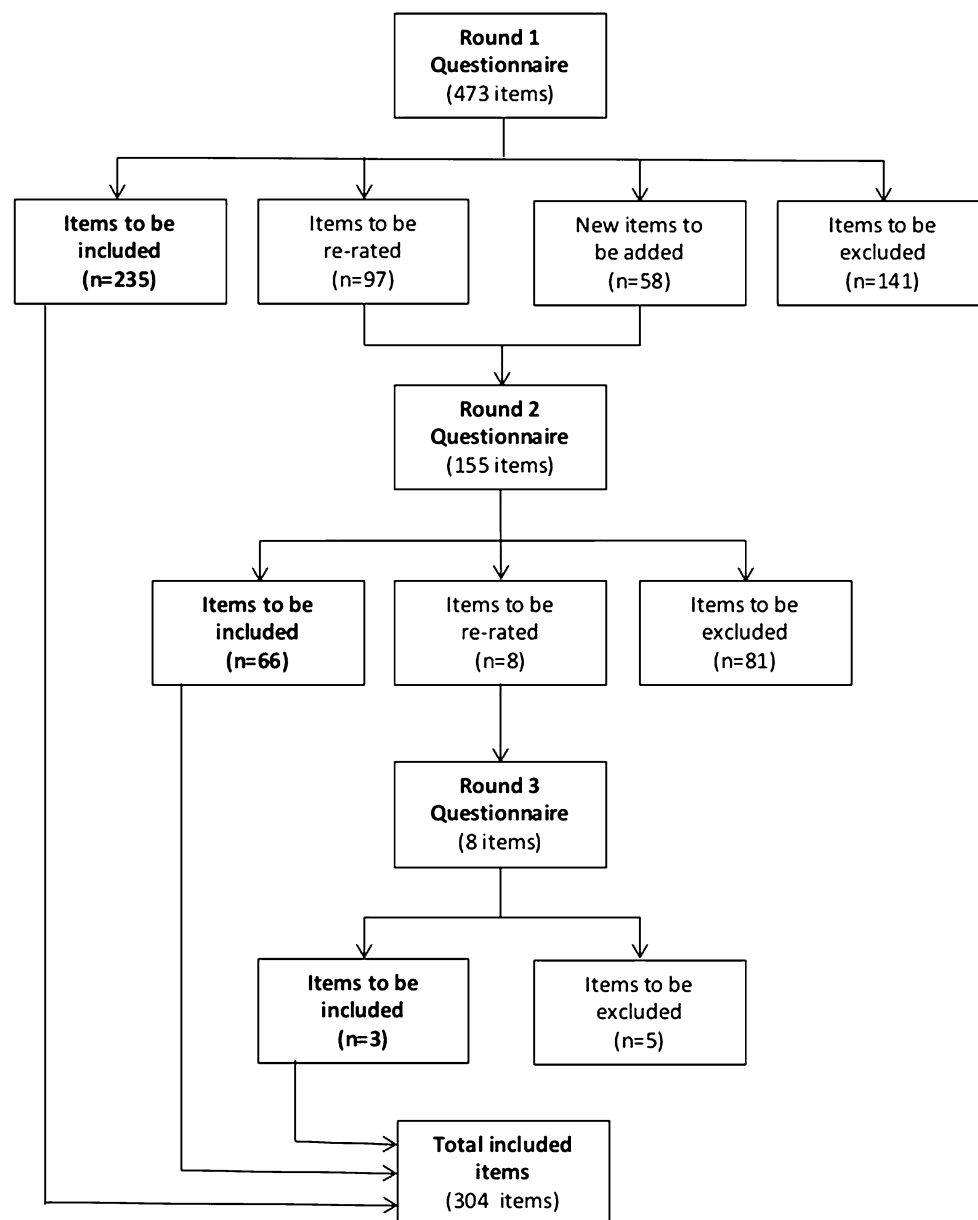 Round 1
Questionnaire
(473 items)
Items to be
included
(n=235)
Items to be
re-rated
(n=97)
New items to
be added
(n=58)
Items to be
excluded
(n=141)
Round 2
Questionnaire
(155 items)
Items to be
included
(n=66)
Items to be
re-rated
(n=8)
Items to be
excluded
(n=81)
Round 3
Questionnaire
(8 items)
Items to be
included
(n=3)
Items to be
excluded
(n=5)
Total included
items
(304 items)